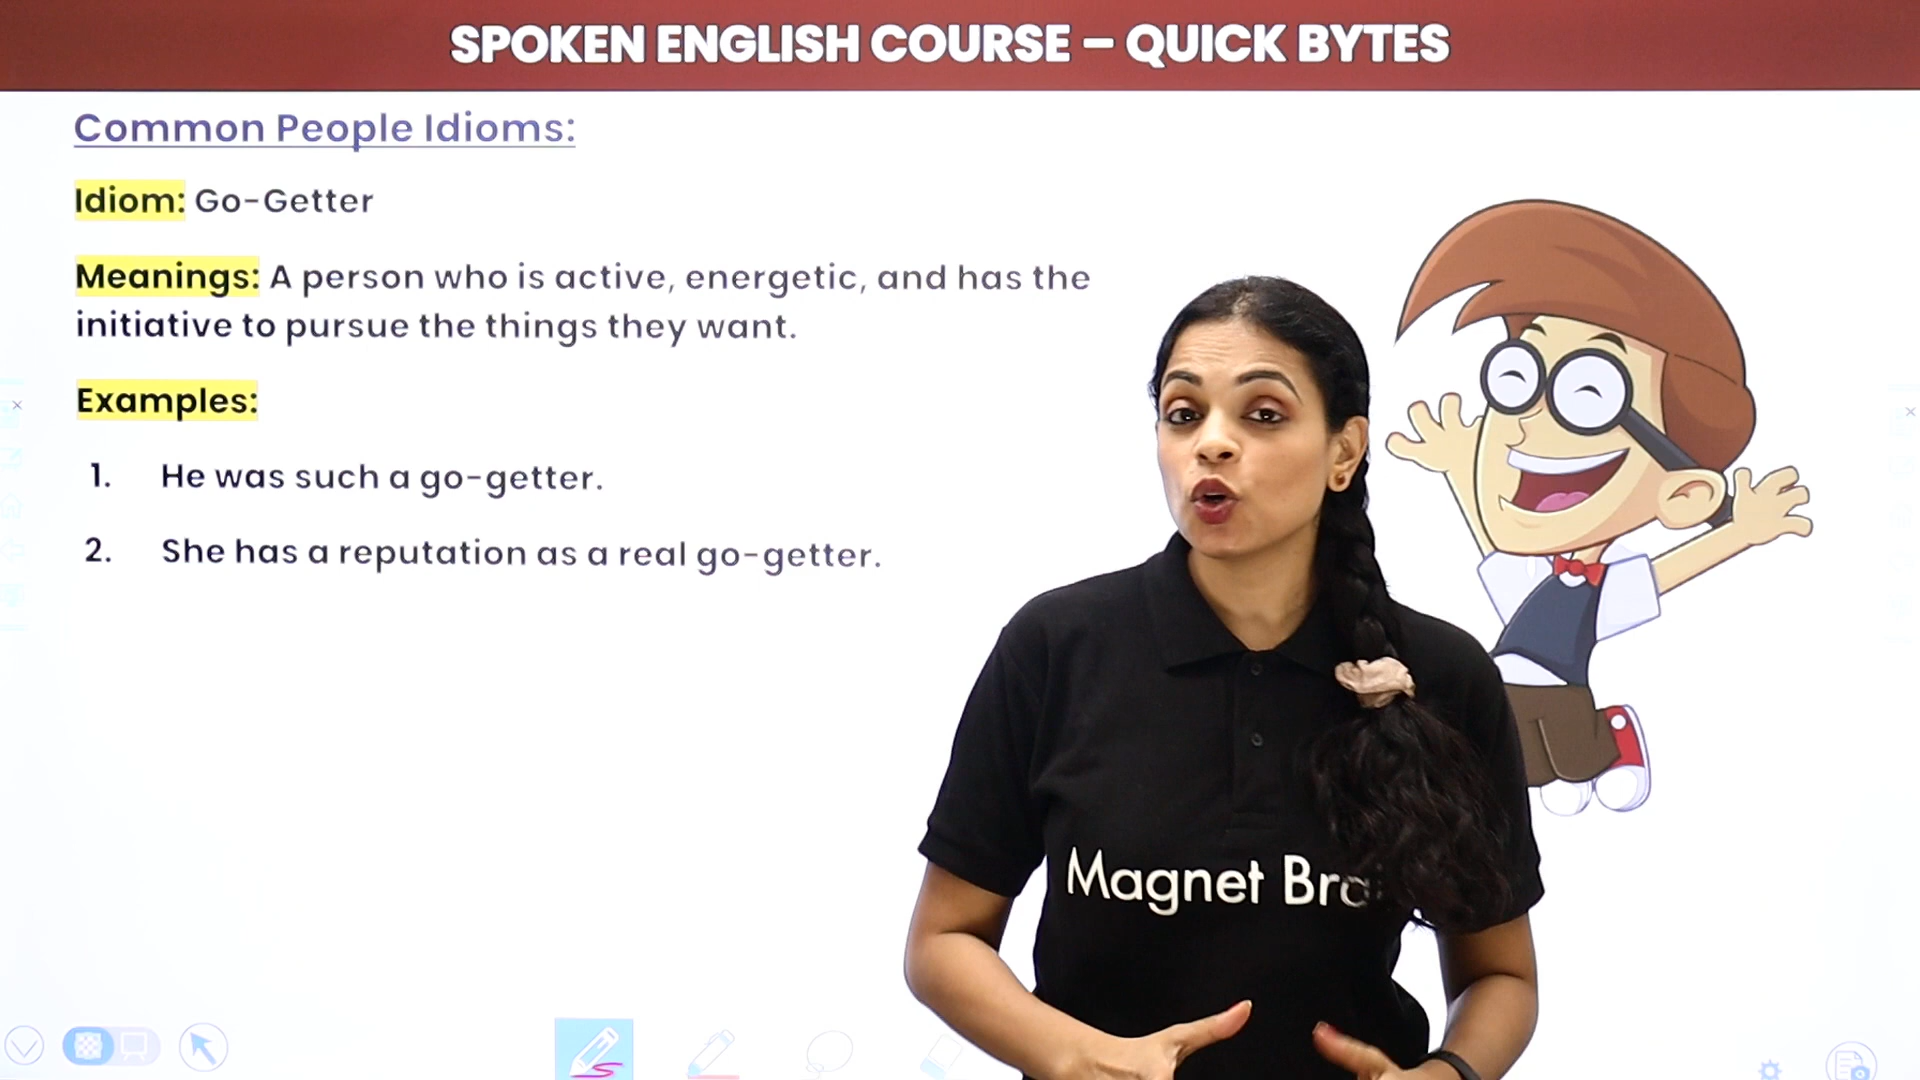 SPOKEN ENGLISH COURSE – QUICK BYTES
Common People Idioms:
Idiom: Go-Getter
Meanings: A person who is active, energetic, and has the
initiative to pursue the things they want.
Examples:
1. He was such a go-getter.
2. She has a reputation as a real go-getter.
Magnet